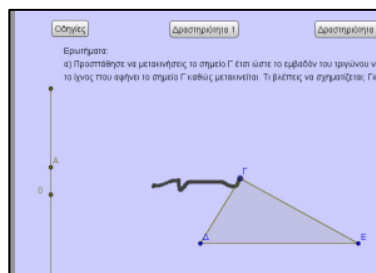 Οδηγίες
Δραστηριότητα 1
Δραστηριότητα
Ερωτήματα:
α) Προσπάθησε να μετακινήσεις το σημείο Γ έτσι ώστε το εμβαδόν του τριγώνου ν
το ίχνος που αφήνει το σημείο Γ καθώς μετακινείται. Τι βλέπεις να σχηματίζεται; Γι
A
0
Γ
Δ
Ε